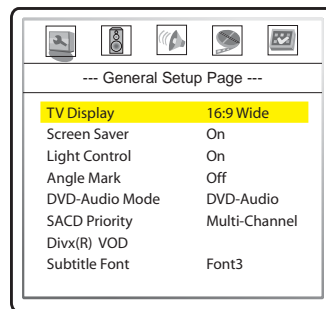 --- General Setup Page ---
TV Display 16:9 Wide
Screen Saver On
Light Control On
Angle Mark Off
DVD-Audio Mode DVD-Audio
SACD Priority Multi-Channel
Divx(R) VOD
Subtitle Font Font3